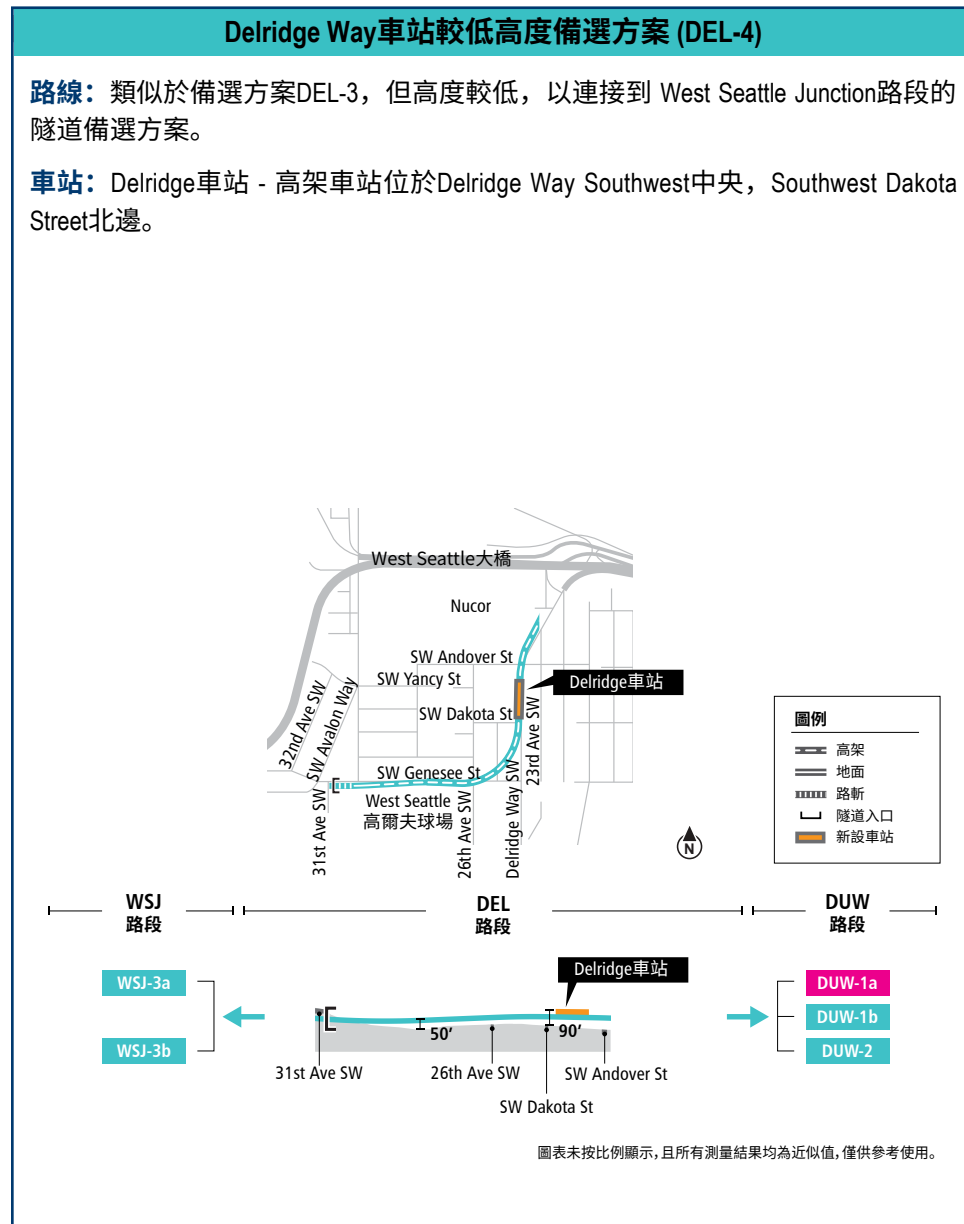 Delridge Way車站較低高度備選方案 (DEL-4)
路線：類似於備選方案DEL-3，但高度較低，以連接到 West Seattle Junction路段的
隧道備選方案。
車站：Delridge車站 - 高架車站位於Delridge Way Southwest中央，Southwest Dakota
Street北邊。
West Seattle大橋
Nucor
SW Andover St
SW Yancy St
Delridge車站
SW Dakota St
32nd Ave SW
SW Avalon Way
23rd Ave SW
SW Genesee St
West Seattle
高爾夫球場
31st Ave SW
26th Ave SW
Delridge Way SW
N
圖例
高架
地面
路斬
隧道入口
新設車站
WSJ
路段
DEL
路段
DUW
路段
WSJ-3a
WSJ-3b
Delridge車站
50′
90′
31st Ave SW
26th Ave SW
SW Andover St
SW Dakota St
DUW-1a
DUW-1b
DUW-2
圖表未按比例顯示，且所有測量結果均為近似值，僅供參考使用。